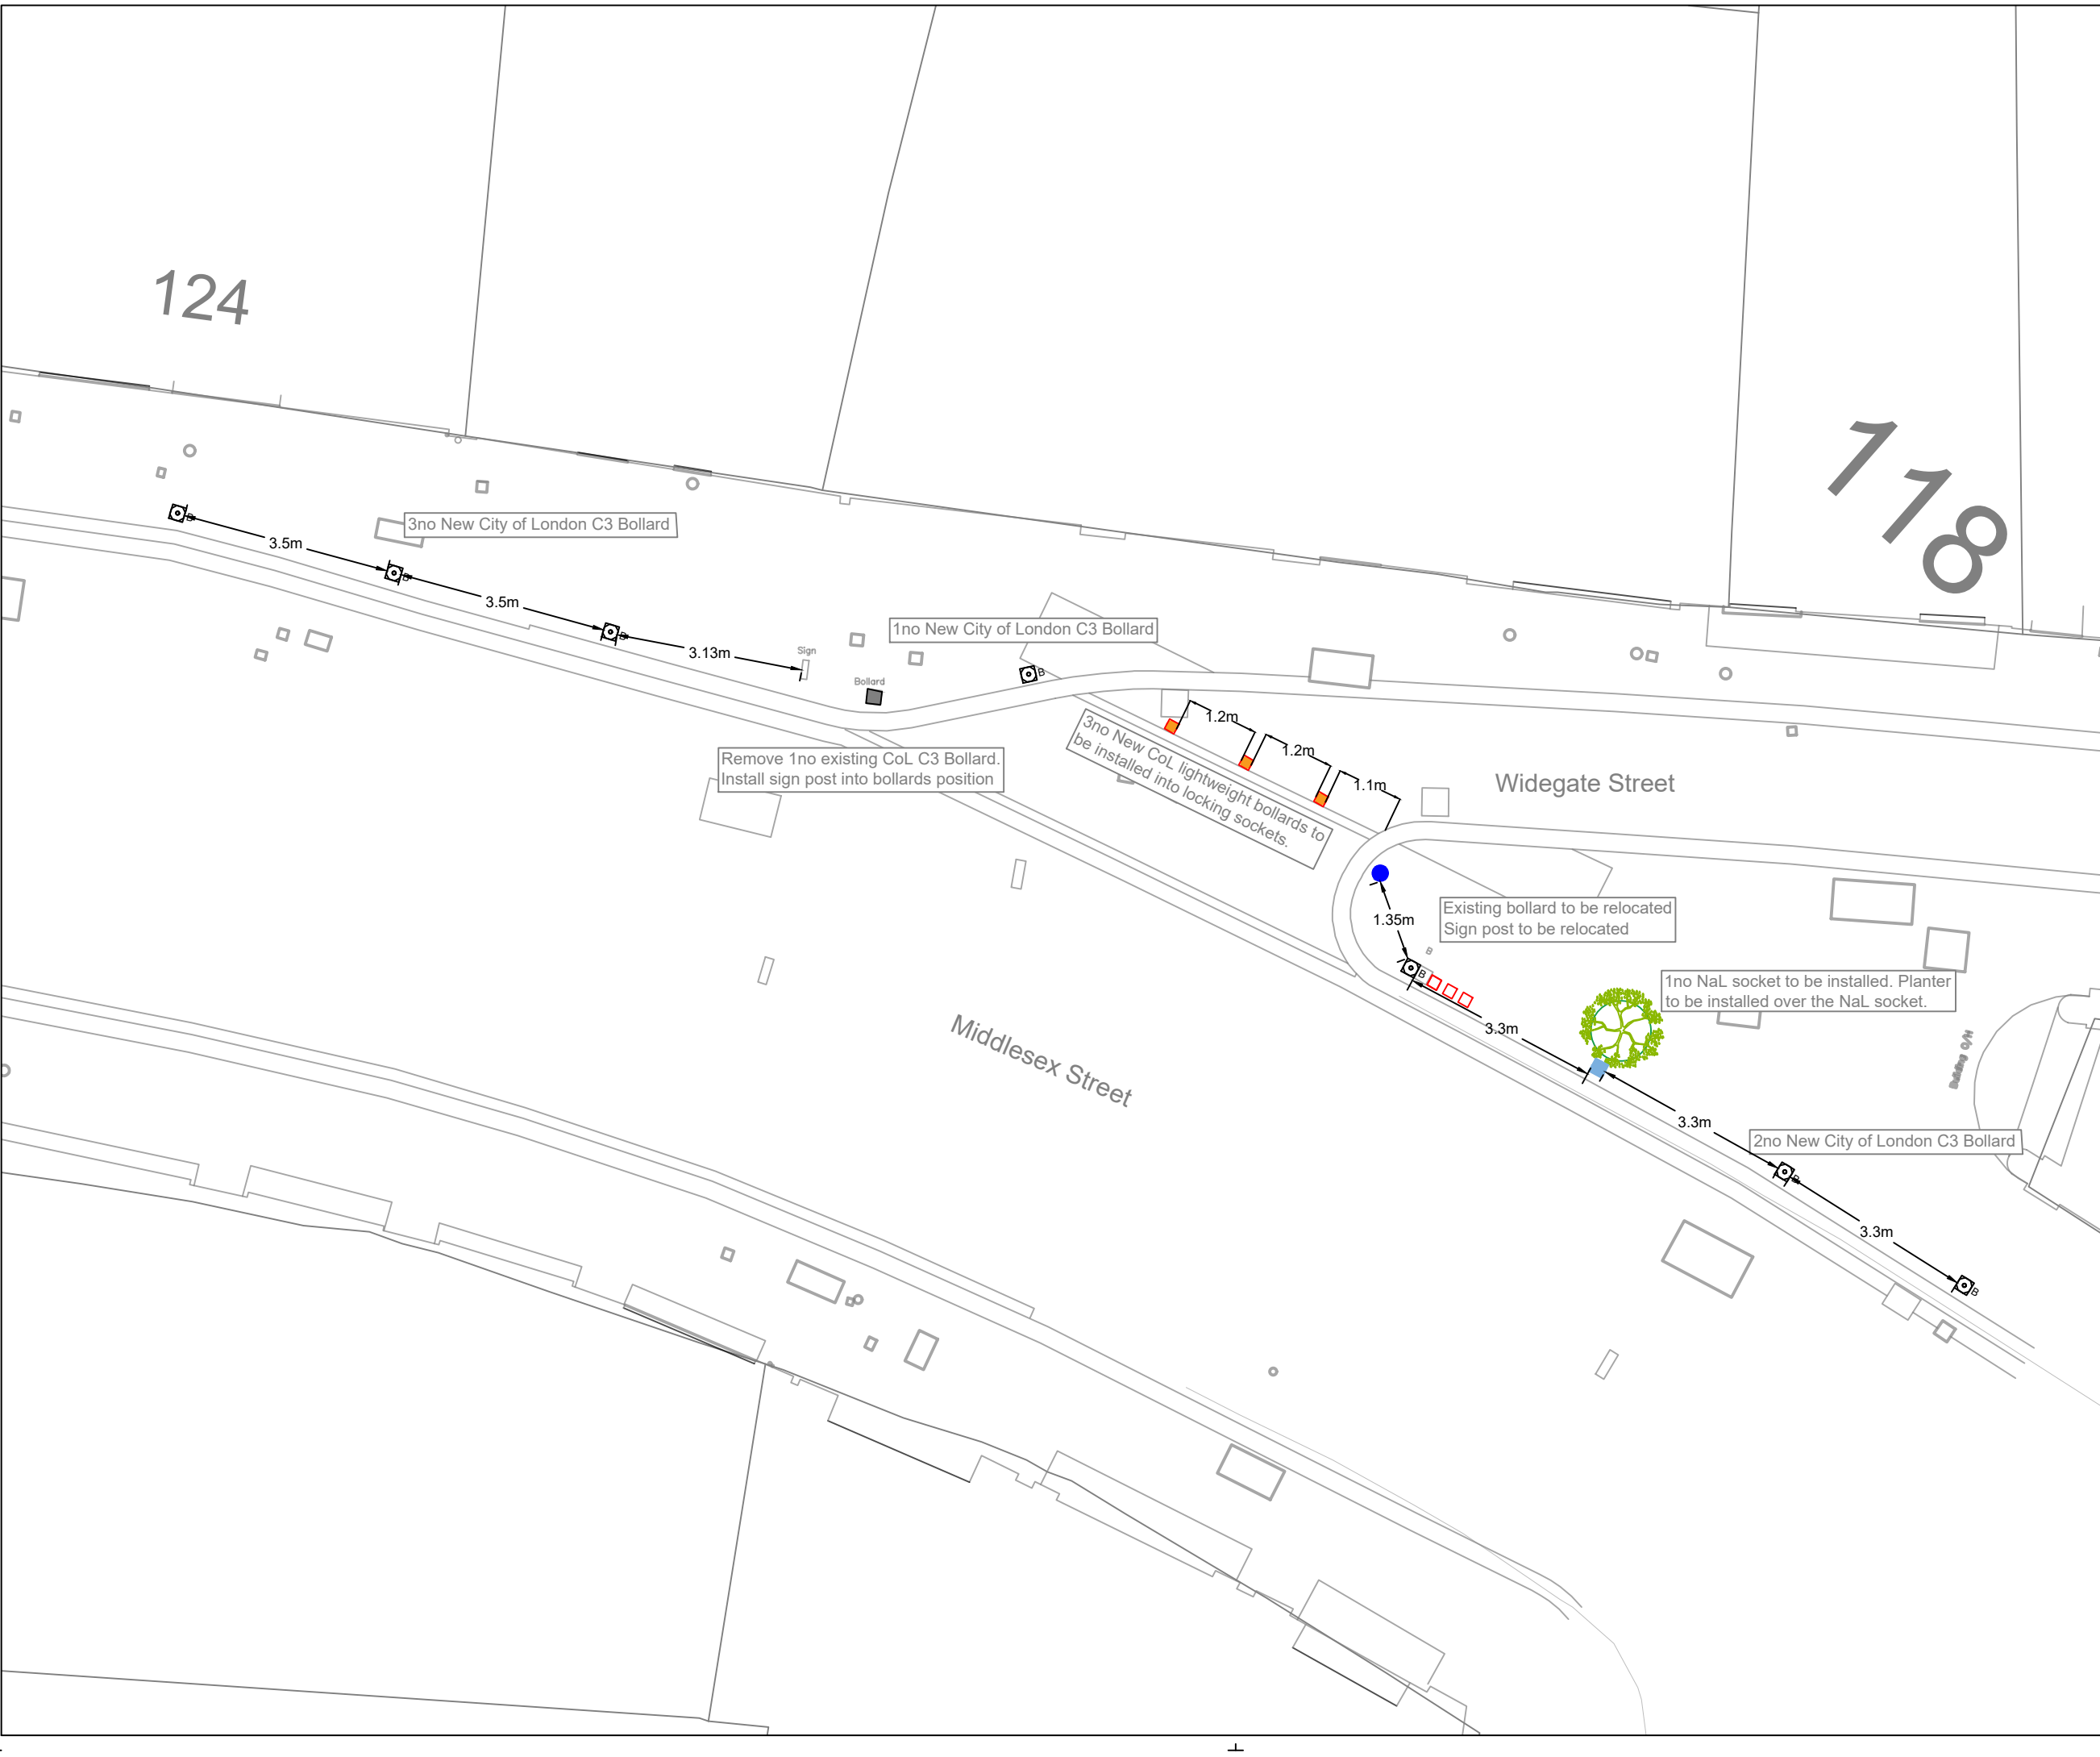 124
118
3no New City of London C3 Bollard
B
3.5m
B
3.5m
B
3.13m
Sign
Bollard
1no New City of London C3 Bollard
B
Remove 1no existing CoL C3 Bollard.
Install sign post into bollards position
1.2m
1.2m
1.1m
3no New CoL lightweight bollards to
be installed into locking sockets.
Widegate Street
1.35m
Existing bollard to be relocated
Sign post to be relocated
B
B
1no NaL socket to be installed. Planter
to be installed over the NaL socket.
3.3m
Middlesex Street
Building O/H
3.3m
2no New City of London C3 Bollard
B
3.3m
B